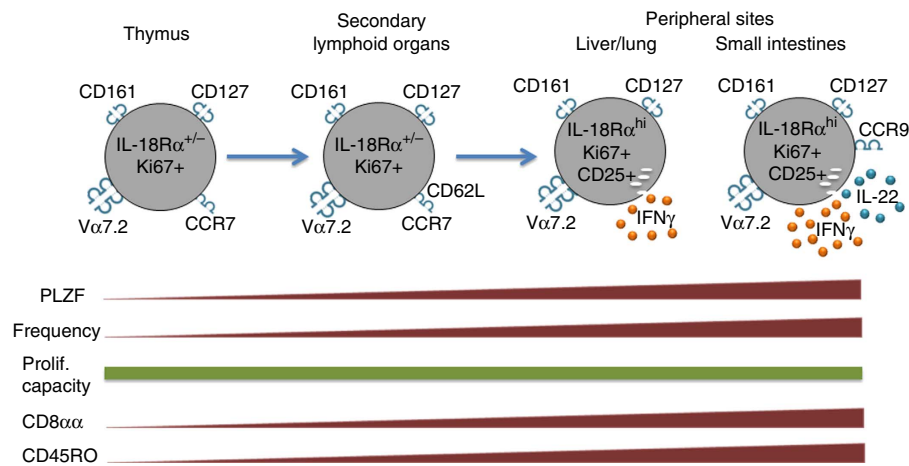 Thymus
Secondary
lymphoid organs
Peripheral sites
Liver/lung
Small intestines
CD161
CD127
IL-18Rα+/−
Ki67+
Vα7.2
CCR7
CD161
CD127
IL-18Rα+/−
Ki67+
CD62L
Vα7.2
CCR7
CD161
CD127
IL-18Rαhi
Ki67+
CD25+
Vα7.2
IFNγ
CD161
CD127
IL-18Rαhi
Ki67+
CD25+
CCR9
IL-22
Vα7.2
IFNγ
PLZF
Frequency
Prolif.
capacity
CD8αα
CD45RO